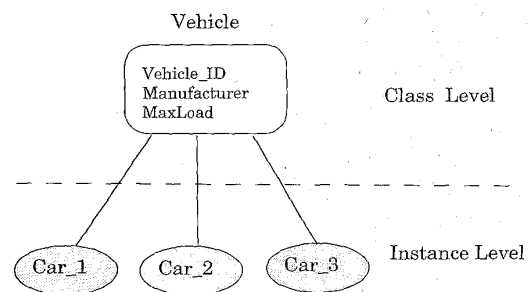 Vehicle
Vehicle_ID
Manufacturer
MaxLoad
Class Level
Instance Level
Car_1
Car_2
Car_3